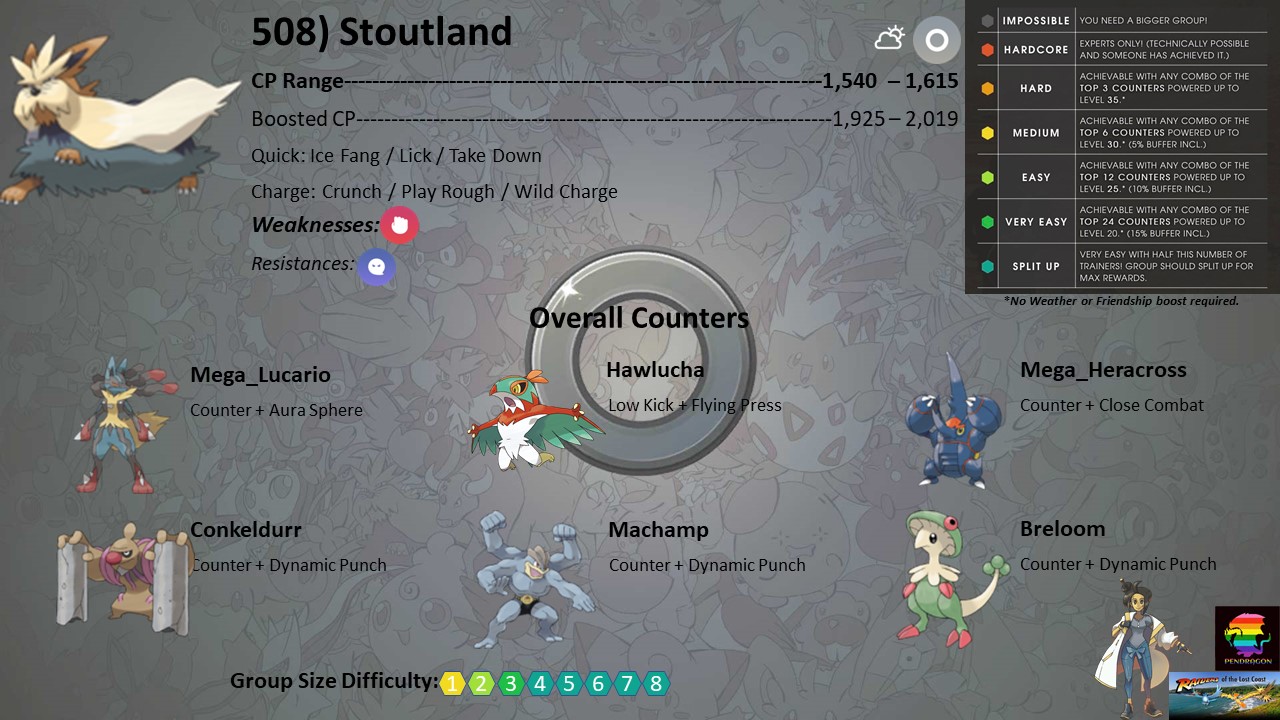 508) Stoutland
CP Range------------------------------------------------------------------------------------1,540 – 1,615
Boosted CP------------------------------------------------------------------------------------1,925 – 2,019
Quick: Ice Fang / Lick / Take Down
Charge: Crunch / Play Rough / Wild Charge
Weaknesses:
Resistances:
IMPOSSIBLE YOU NEED A BIGGER GROUP!
HARDCORE EXPERTS ONLY! (TECHNICALLY POSSIBLE
AND SOMEONE HAS ACHIEVED IT.)
HARD ACHIEVABLE WITH ANY COMBO OF THE
TOP 3 COUNTERS POWERED UP TO
LEVEL 35.*
MEDIUM ACHIEVABLE WITH ANY COMBO OF THE
TOP 6 COUNTERS POWERED UP TO
LEVEL 30.* (5% BUFFER INCL.)
EASY ACHIEVABLE WITH ANY COMBO OF THE
TOP 12 COUNTERS POWERED UP TO
LEVEL 25.* (10% BUFFER INCL.)
VERY EASY ACHIEVABLE WITH ANY COMBO OF THE
TOP 24 COUNTERS POWERED UP TO
LEVEL 20.* (15% BUFFER INCL.)
SPLIT UP VERY EASY WITH HALF THIS NUMBER OF
TRAINERS! GROUP SHOULD SPLIT UP FOR
MAX REWARDS.
*No Weather or Friendship boost required.
Overall Counters
Mega_Lucario
Counter + Aura Sphere
Hawlucha
Low Kick + Flying Press
Mega_Heracross
Counter + Close Combat
Conkeldurr
Counter + Dynamic Punch
Machamp
Counter + Dynamic Punch
Breloom
Counter + Dynamic Punch
Group Size Difficulty: 1 2 3 4 5 6 7 8
PENDROGON
RAIDERS of the Lost Coast